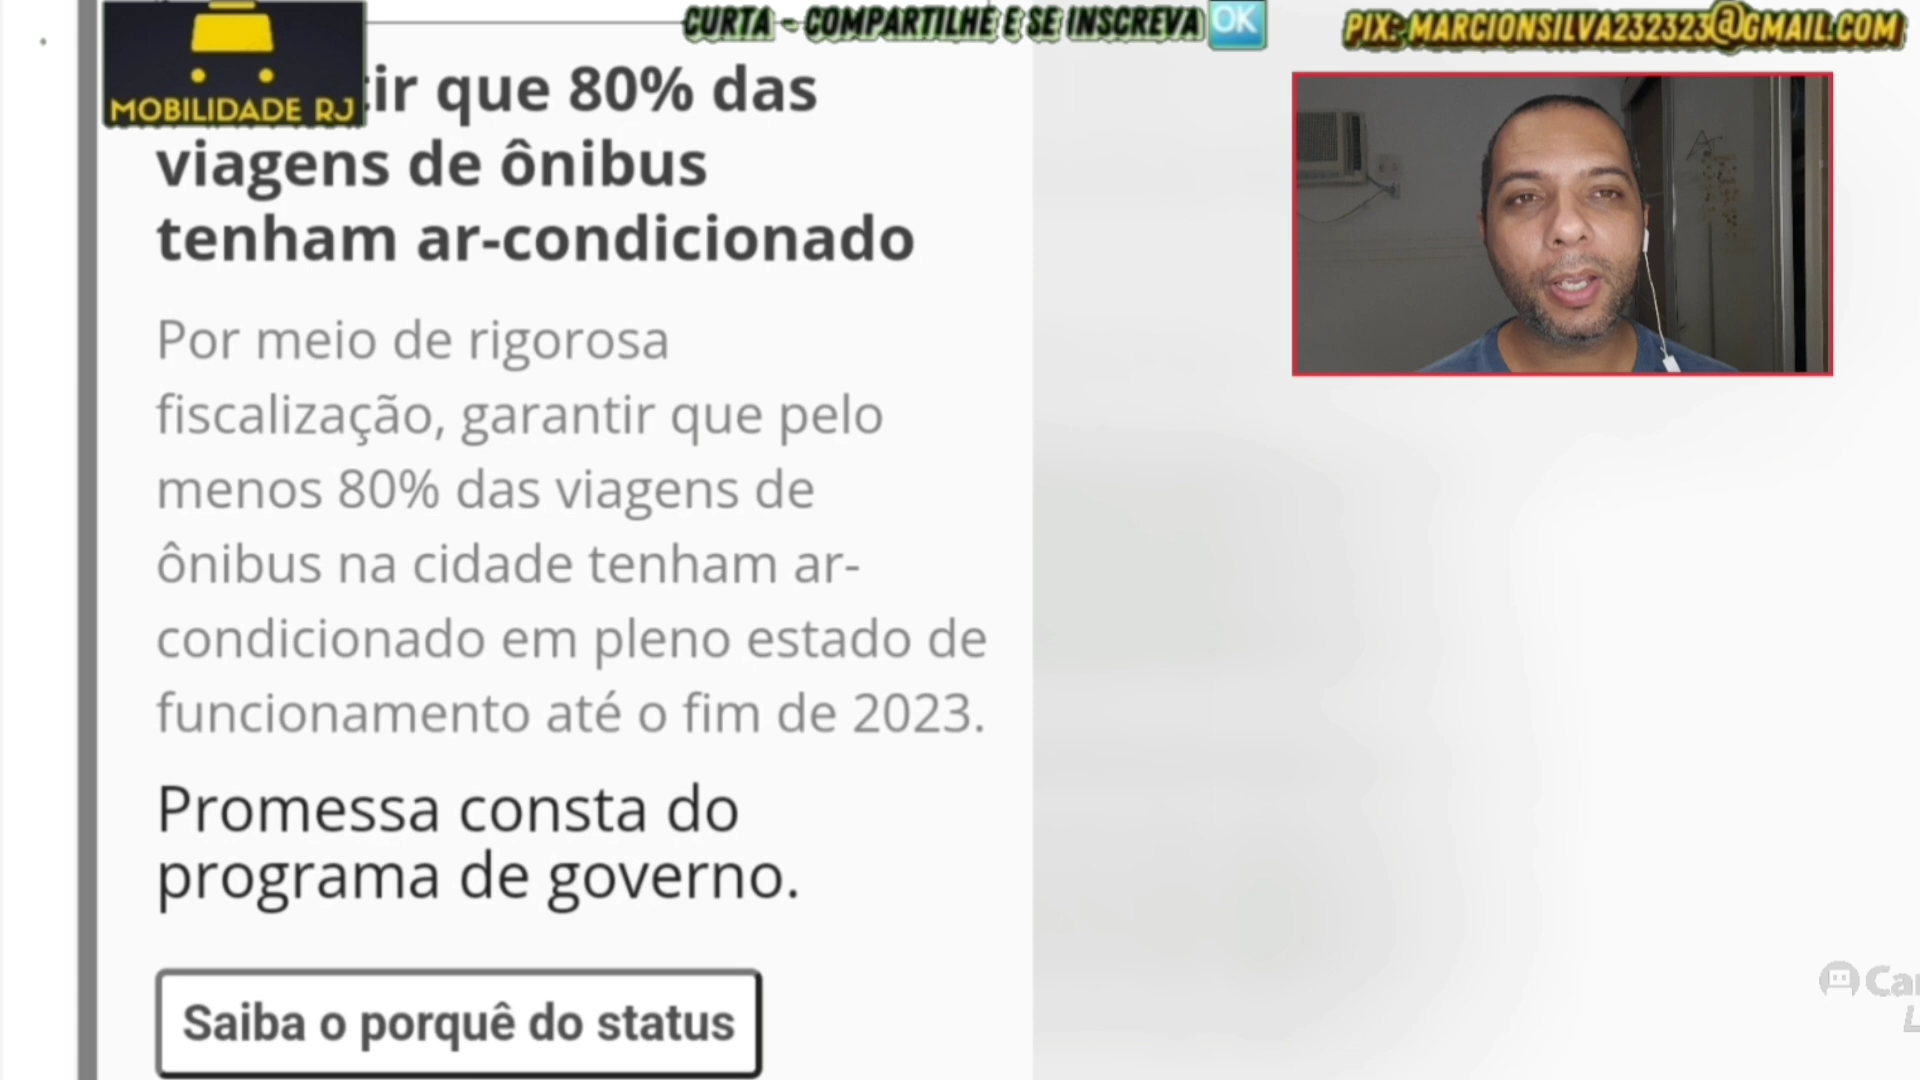 CURTA - COMPARTILHE E SE INSCREVA OK
PIX: MARCIONSILVA232323@GMAIL.COM
MOBILIDADE RJ
tir que 80% das
viagens de ônibus
tenham ar-condicionado
Por meio de rigorosa
fiscalização, garantir que pelo
menos 80% das viagens de
ônibus na cidade tenham ar-
condicionado em pleno estado de
funcionamento até o fim de 2023.
Promessa consta do
programa de governo.
Saiba o porquê do status